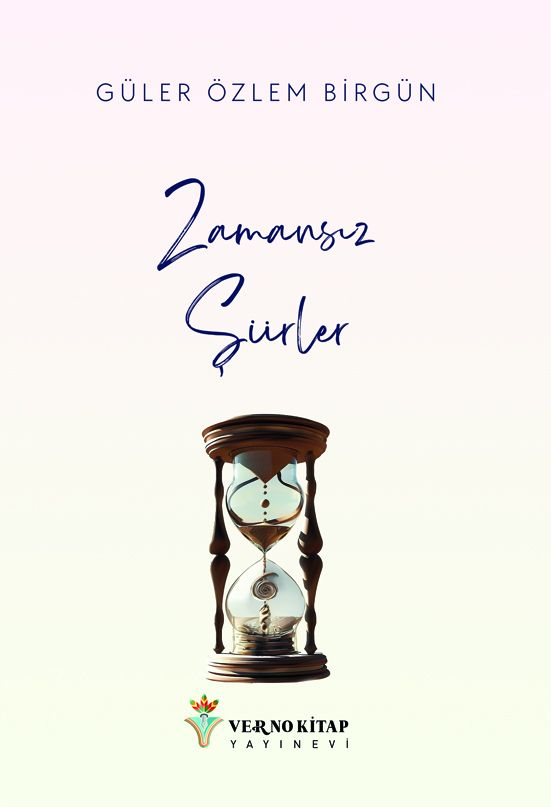 GÜLER ÖZLEM BİRGÜN
Zamansız
Şiirler
VERNO KİTAP
YAYINEVİ